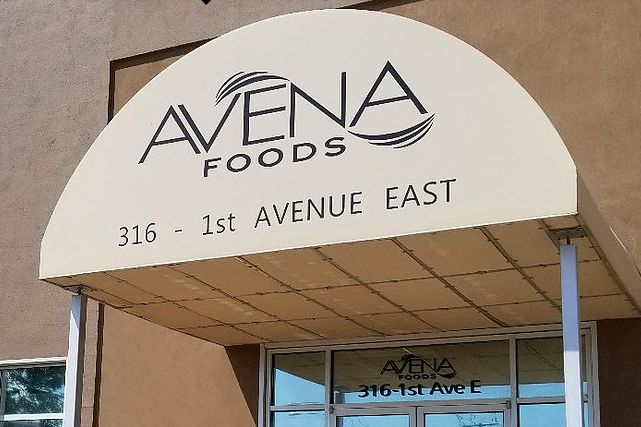 AVENA
FOODS
316 - 1st AVENUE EAST
AVENA
FOODS
316-1st Ave E